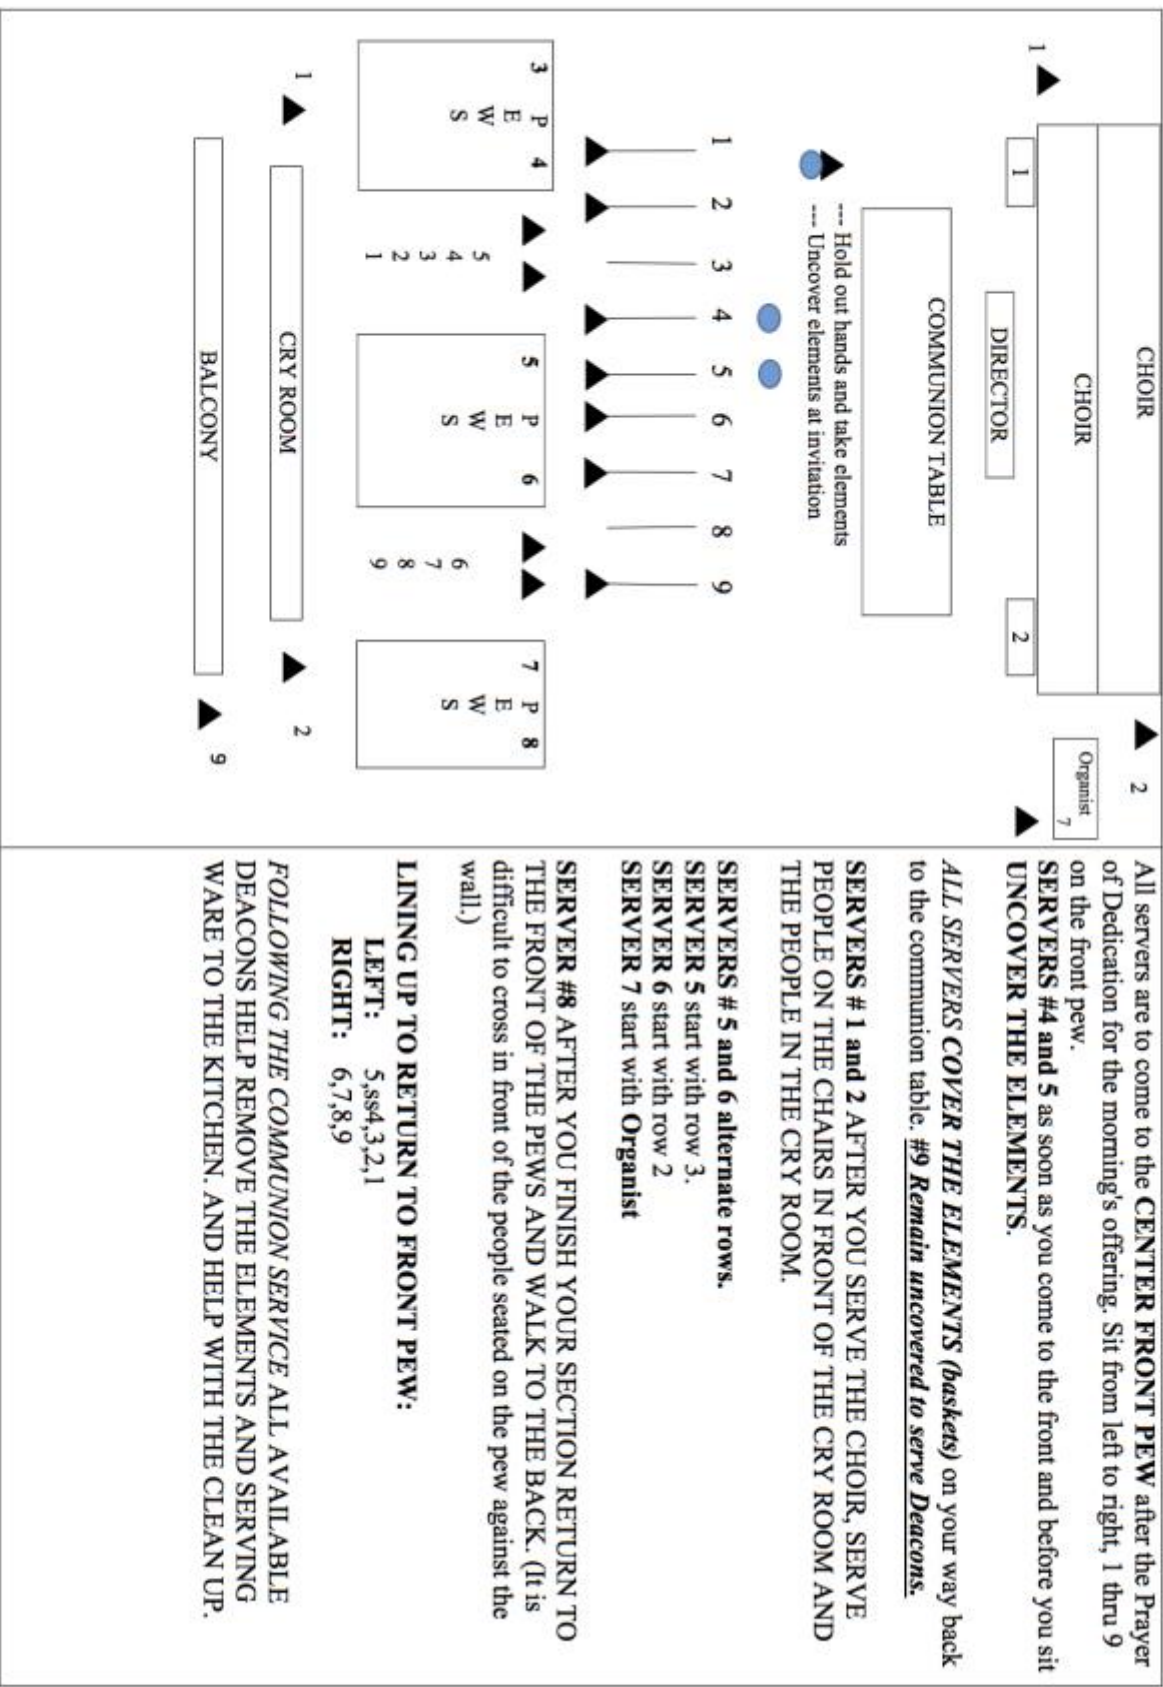 CHOIR
CHOIR
1
2
1
DIRECTOR
2
Organist
7
COMMUNION TABLE
--- Hold out hands and take elements
--- Uncover elements at invitation
1 2 3 4 5 6 7 8 9
3 P 4
E
W
S
5
4
3
2
1
5 P 6
E
W
S
6
7
8
9
7 P 8
E
W
S
1
CRY ROOM
2
BALCONY
9
All servers are to come to the CENTER FRONT PEW after the Prayer
of Dedication for the morning's offering. Sit from left to right, 1 thru 9
on the front pew.
SERVERS #4 and 5 as soon as you come to the front and before you sit
UNCOVER THE ELEMENTS.
ALL SERVERS COVER THE ELEMENTS (baskets) on your way back
to the communion table. #9 Remain uncovered to serve Deacons.
SERVERS # 1 and 2 AFTER YOU SERVE THE CHOIR, SERVE
PEOPLE ON THE CHAIRS IN FRONT OF THE CRY ROOM AND
THE PEOPLE IN THE CRY ROOM.
SERVERS # 5 and 6 alternate rows.
SERVER 5 start with row 3.
SERVER 6 start with row 2
SERVER 7 start with Organist
SERVER #8 AFTER YOU FINISH YOUR SECTION RETURN TO
THE FRONT OF THE PEWS AND WALK TO THE BACK. (It is
difficult to cross in front of the people seated on the pew against the
wall.)
LINING UP TO RETURN TO FRONT PEW:
LEFT: 5,ss4,3,2,1
RIGHT: 6,7,8,9
FOLLOWING THE COMMUNION SERVICE ALL AVAILABLE
DEACONS HELP REMOVE THE ELEMENTS AND SERVING
WARE TO THE KITCHEN. AND HELP WITH THE CLEAN UP.